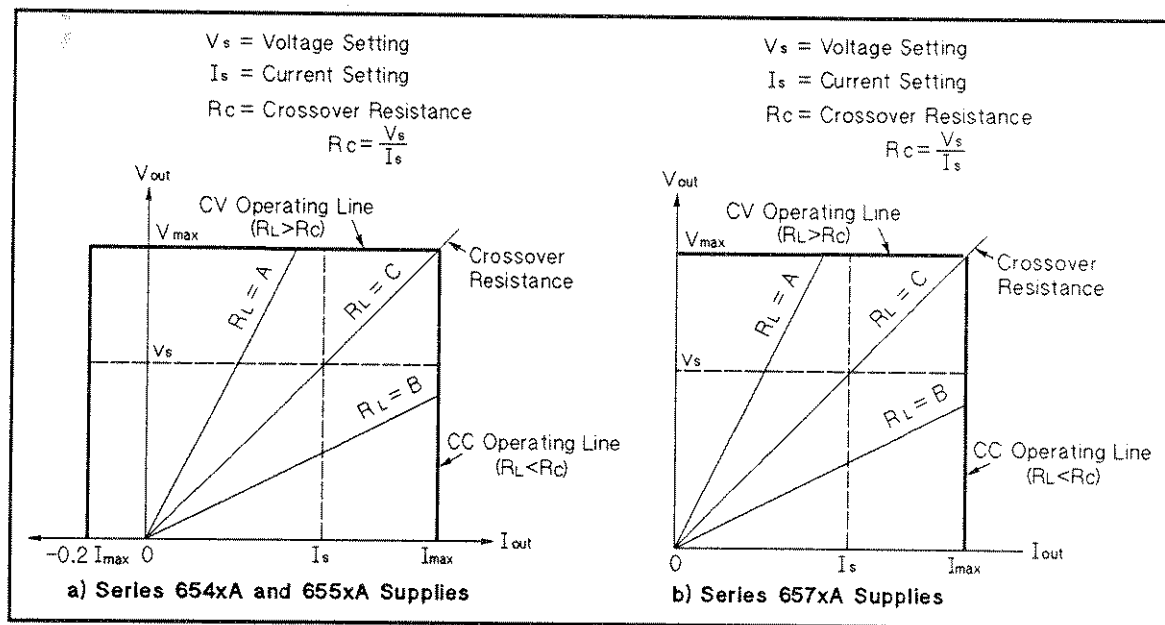 Vs = Voltage Setting
Is = Current Setting
Rc = Crossover Resistance
Rc = Vs
Is
Vout
CV Operating Line
(RL>Rc)
Vmax
Crossover
Resistance
RL = A
RL = C
Vs
RL = B
CC Operating Line
(RL<Rc)
-0.2 Imax
0
Is
Imax
Iout
a) Series 654xA and 655xA Supplies
Vs = Voltage Setting
Is = Current Setting
Rc = Crossover Resistance
Rc = Vs
Is
Vout
CV Operating Line
(RL>Rc)
Vmax
Crossover
Resistance
RL = A
RL = C
Vs
RL = B
CC Operating Line
(RL<Rc)
0
Is
Imax
Iout
b) Series 657xA Supplies